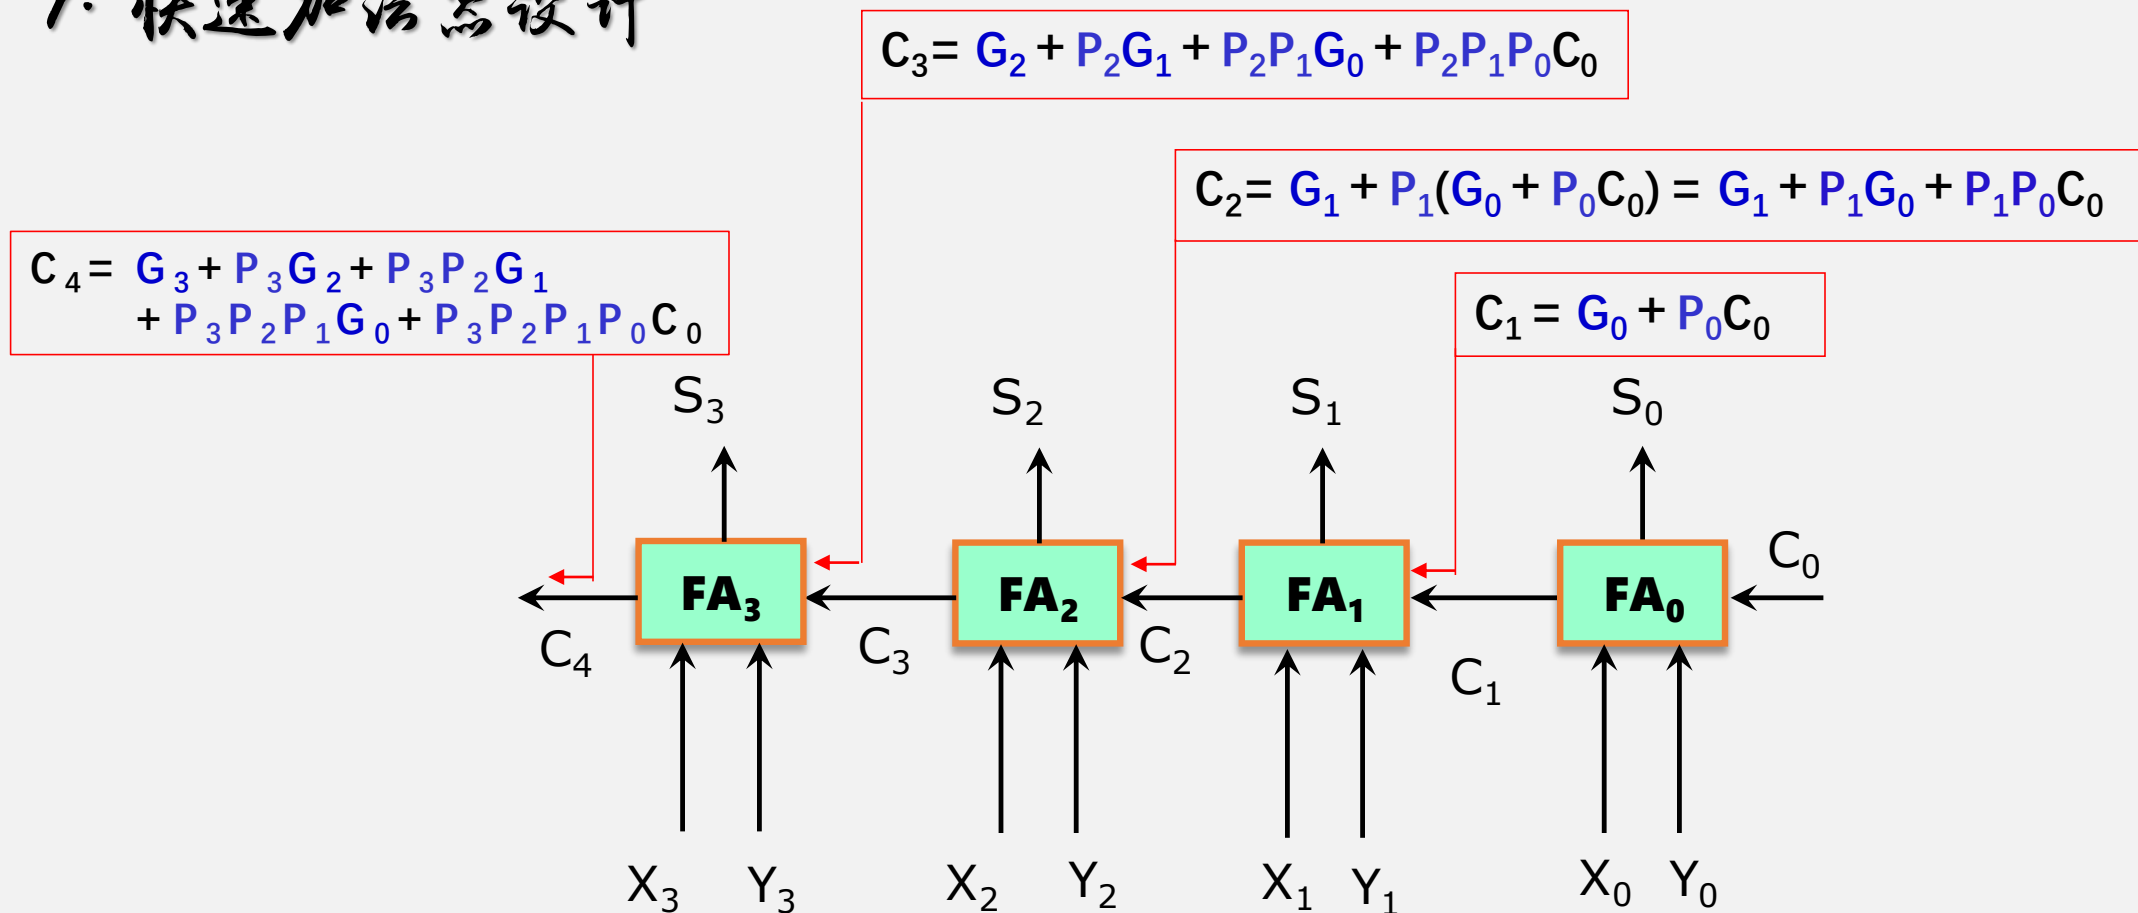 1. 快速加法器设计
C₃= G₂ + P₂G₁ + P₂P₁G₀ + P₂P₁P₀C₀
C₂= G₁ + P₁(G₀ + P₀C₀) = G₁ + P₁G₀ + P₁P₀C₀
C₄= G₃+ P₃G₂+ P₃P₂G₁
+ P₃P₂P₁G₀+ P₃P₂P₁P₀C₀
C₁ = G₀ + P₀C₀
S₃ S₂ S₁ S₀
C₀
FA₃ FA₂ FA₁ FA₀
C₄ C₃ C₂ C₁
X₃ Y₃ X₂ Y₂ X₁ Y₁ X₀ Y₀